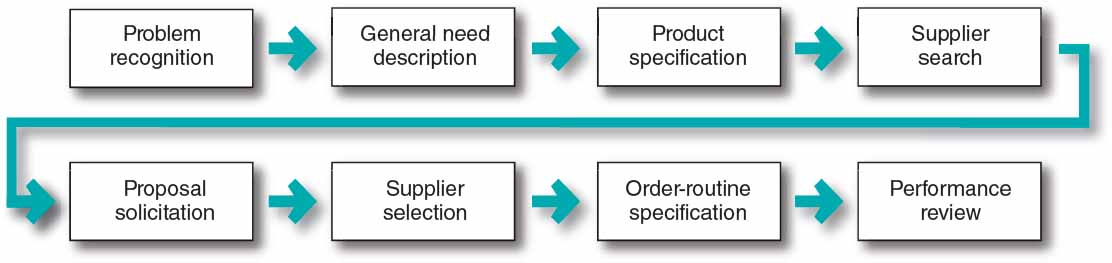 Problem
recognition
General need
description
Product
specification
Supplier
search
Proposal
solicitation
Supplier
selection
Order-routine
specification
Performance
review